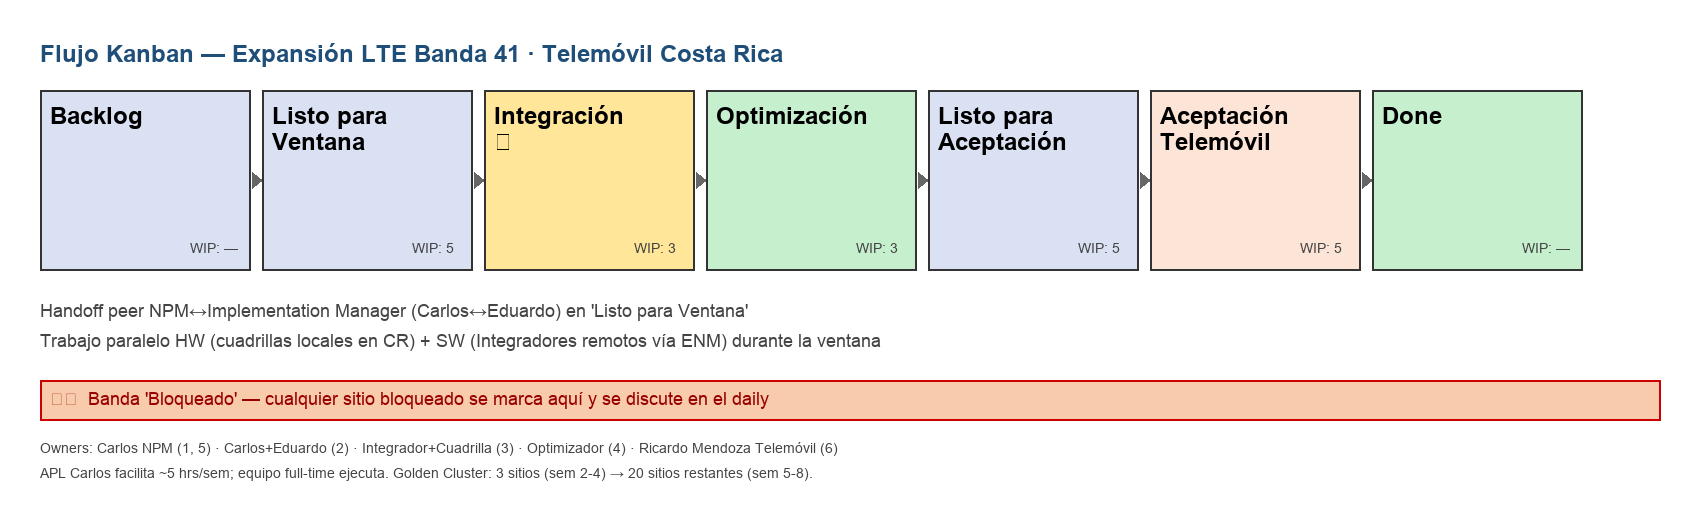 Flujo Kanban — Expansión LTE Banda 41 · Telemóvil Costa Rica
Backlog
WIP: —
Listo para
Ventana
WIP: 5
Integración
WIP: 3
Optimización
WIP: 3
Listo para
Aceptación
WIP: 5
Aceptación
Telemóvil
WIP: 5
Done
WIP: —
Handoff peer NPM↔Implementation Manager (Carlos↔Eduardo) en 'Listo para Ventana'
Trabajo paralelo HW (cuadrillas locales en CR) + SW (Integradores remotos vía ENM) durante la ventana
Banda 'Bloqueado' — cualquier sitio bloqueado se marca aquí y se discute en el daily
Owners: Carlos NPM (1, 5) · Carlos+Eduardo (2) · Integrador+Cuadrilla (3) · Optimizador (4) · Ricardo Mendoza Telemóvil (6)
APL Carlos facilita ~5 hrs/sem; equipo full-time ejecuta. Golden Cluster: 3 sitios (sem 2-4) → 20 sitios restantes (sem 5-8).